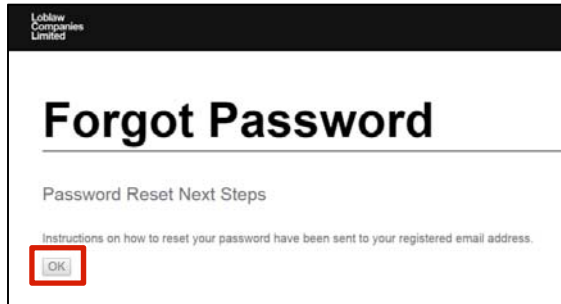 Loblaw
Companies
Limited
Forgot Password
Password Reset Next Steps
Instructions on how to reset your password have been sent to your registered email address.
OK